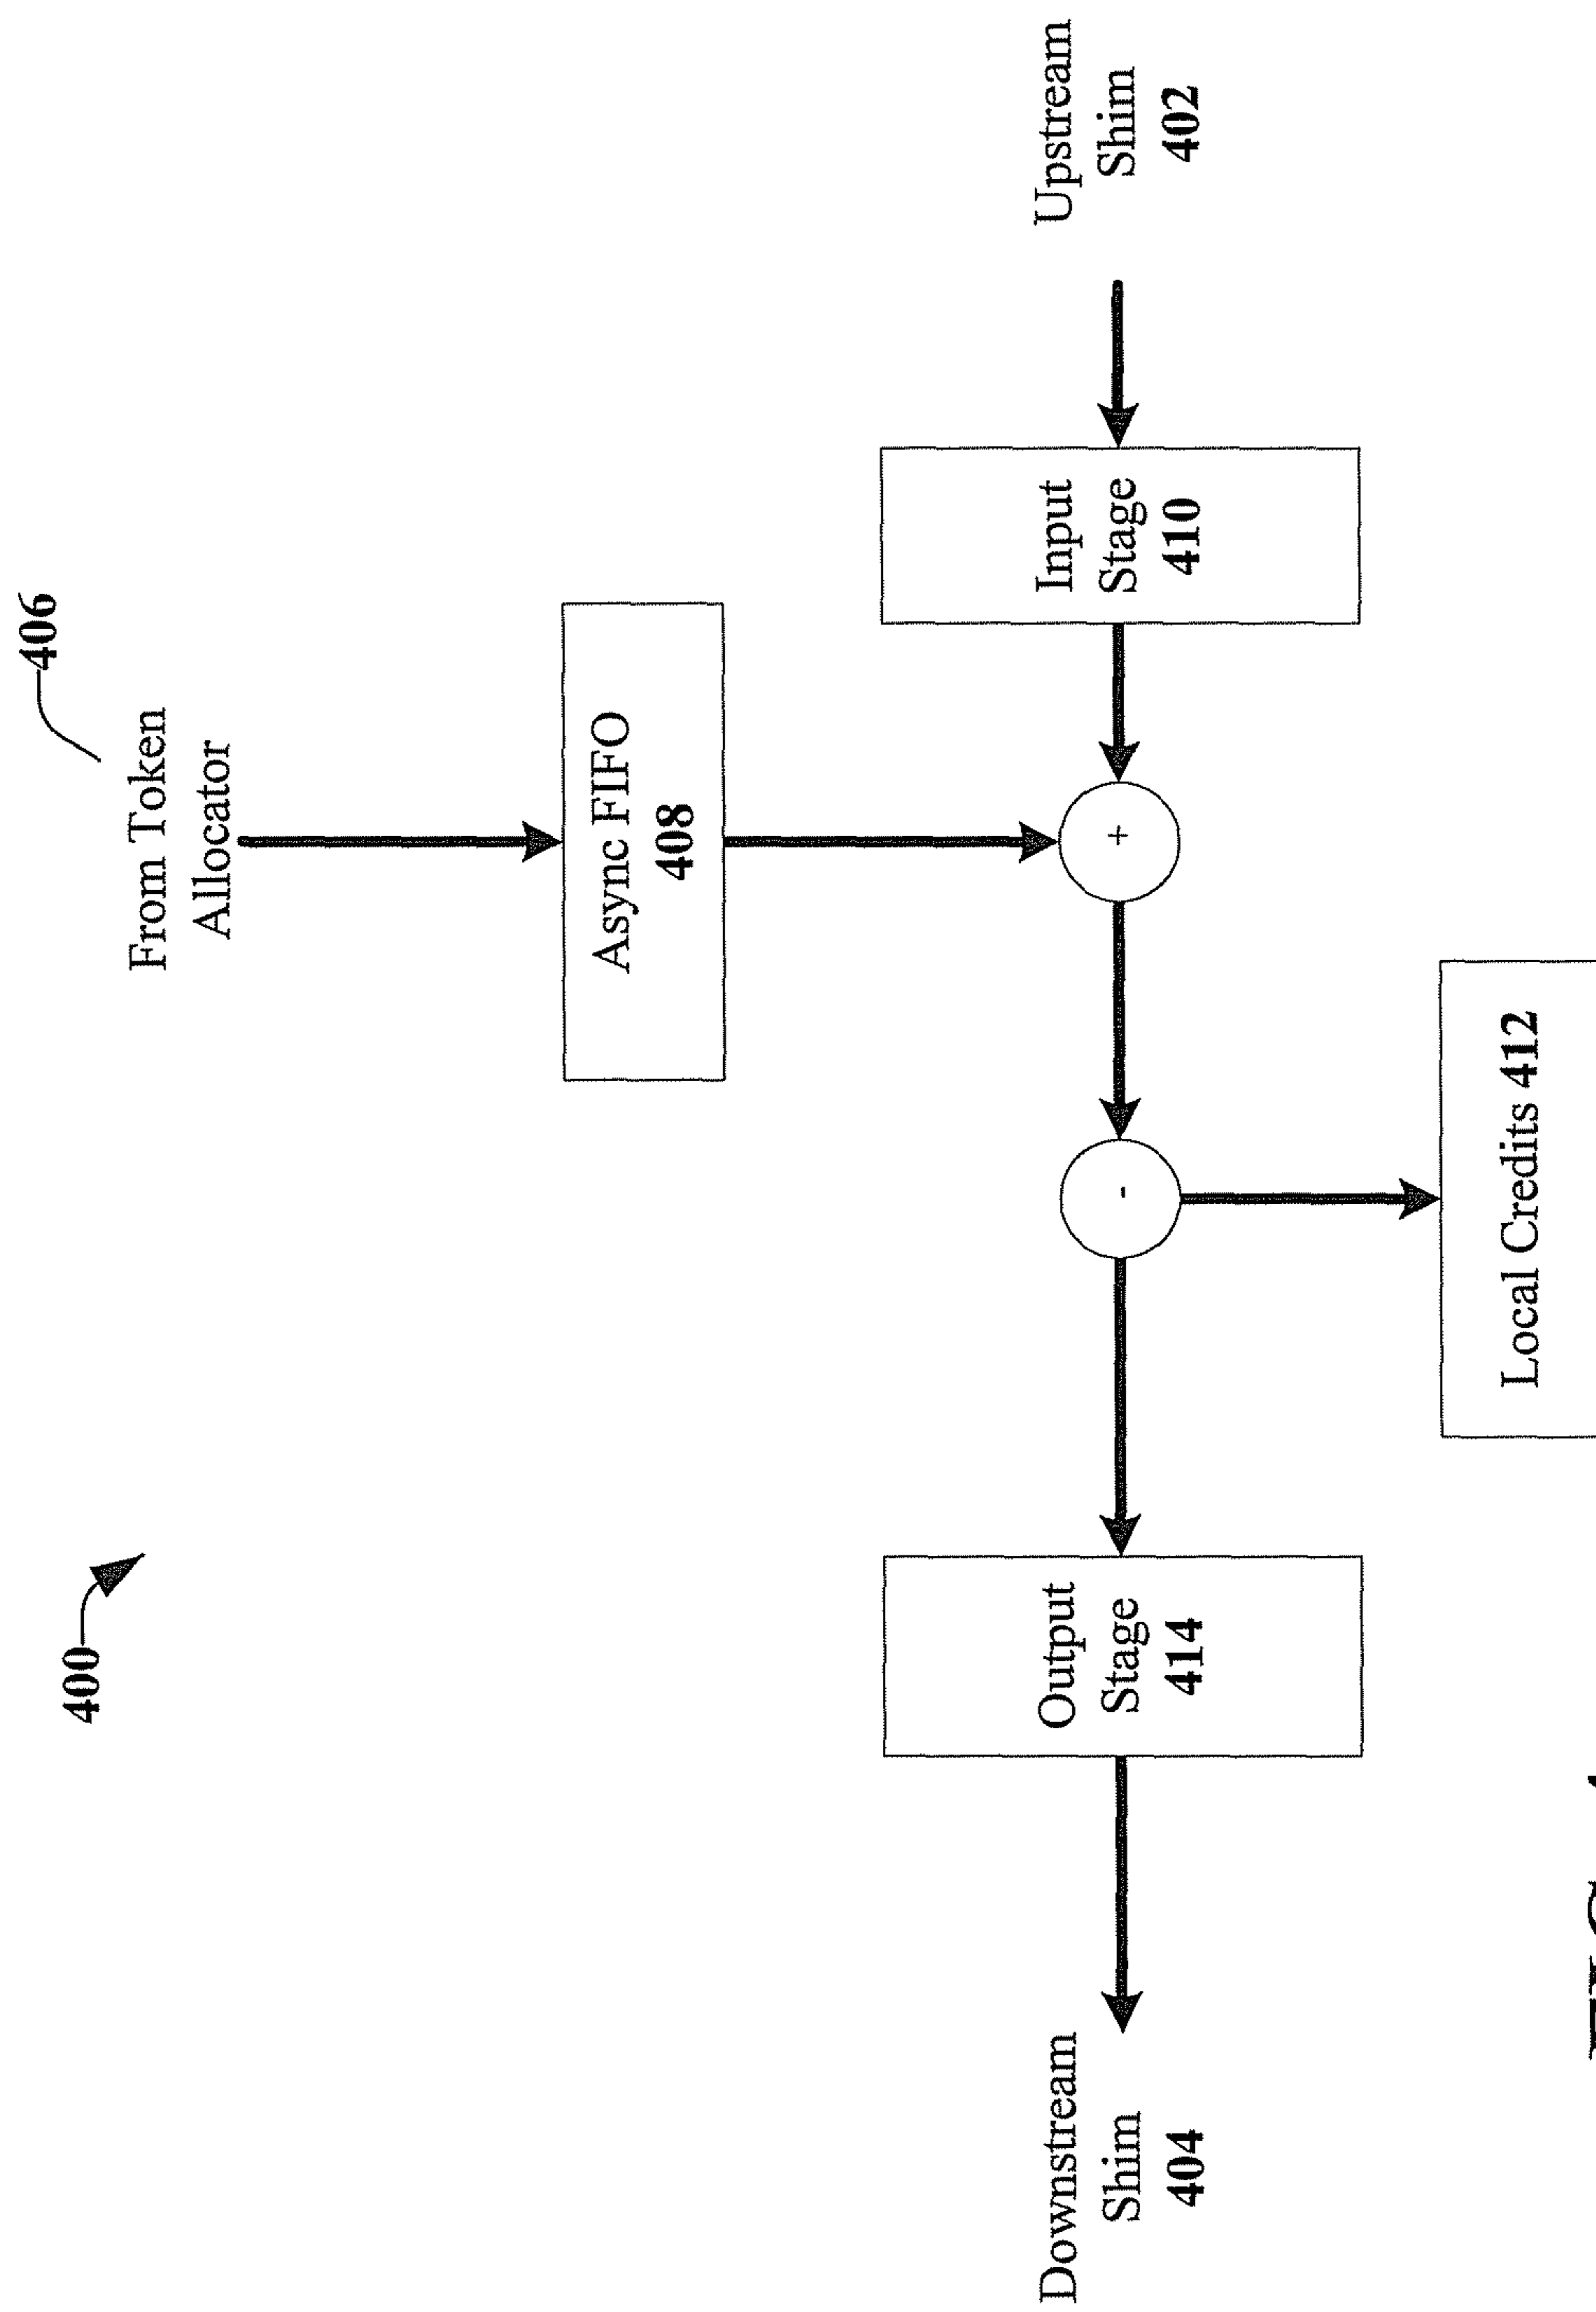 400
406
From Token
Allocator
Async FIFO
408
Downstream
Shim
404
Output
Stage
414
-
+
Input
Stage
410
Upstream
Shim
402
Local Credits 412